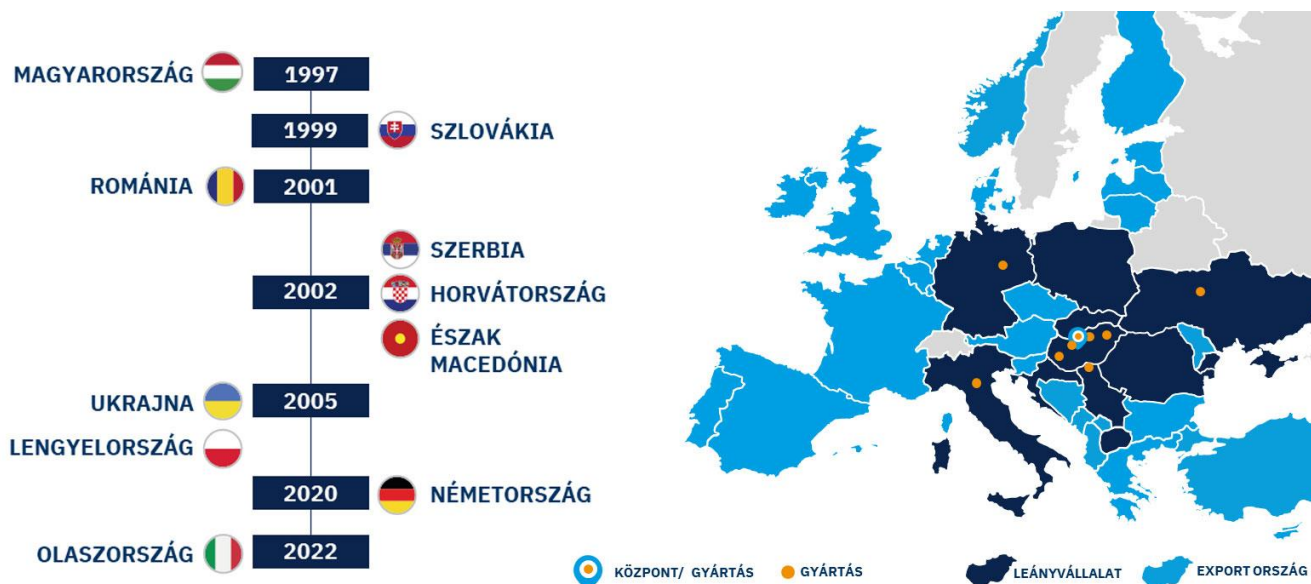 MAGYARORSZÁG
1997
1999
SZLOVÁKIA
ROMÁNIA
2001
SZERBIA
2002
HORVÁTORSZÁG
ÉSZAK
MACEDÓNIA
UKRAJNA
2005
LENGYELORSZÁG
2020
NÉMETORSZÁG
OLASZORSZÁG
2022
KÖZPONT/ GYÁRTÁS
GYÁRTÁS
LEÁNYVÁLLALAT
EXPORT ORSZÁG